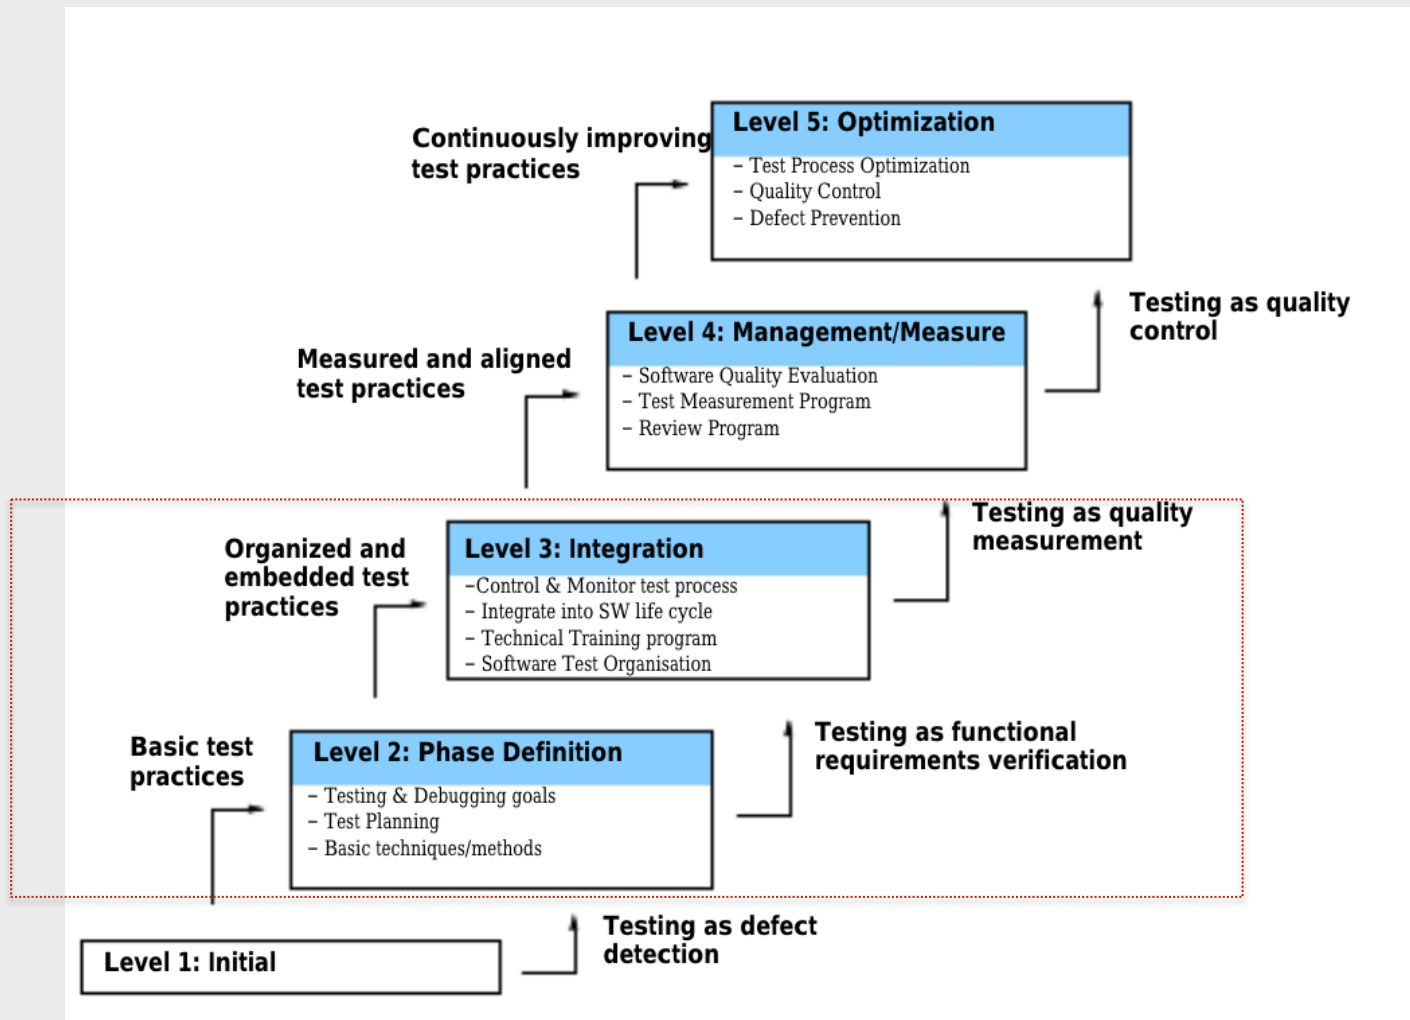 Continuously improving
test practices
Level 5: Optimization
– Test Process Optimization
– Quality Control
– Defect Prevention
Testing as quality
control
Measured and aligned
test practices
Level 4: Management/Measure
– Software Quality Evaluation
– Test Measurement Program
– Review Program
Testing as quality
measurement
Organized and
embedded test
practices
Level 3: Integration
–Control & Monitor test process
– Integrate into SW life cycle
– Technical Training program
– Software Test Organisation
Testing as functional
requirements verification
Basic test
practices
Level 2: Phase Definition
– Testing & Debugging goals
– Test Planning
– Basic techniques/methods
Testing as defect
detection
Level 1: Initial